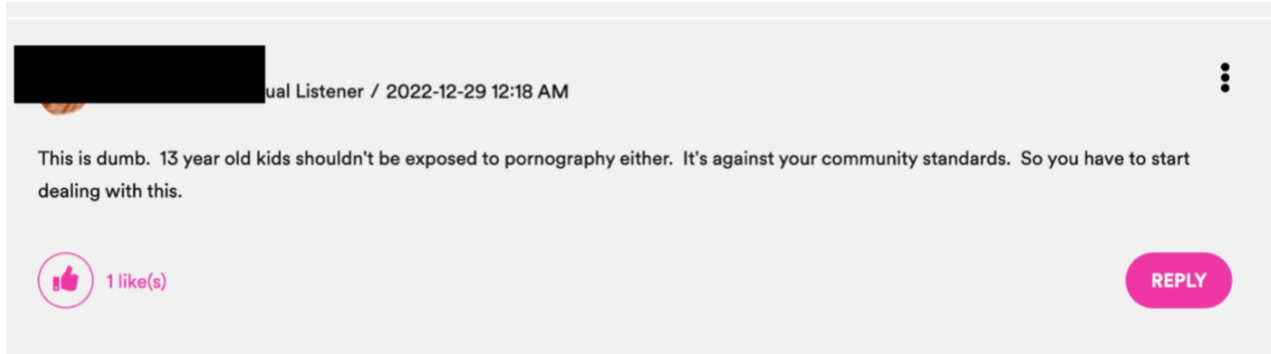 Listener / 2022-12-29 12:18 AM
This is dumb.  13 year old kids shouldn't be exposed to pornography either.  It's against your community standards.  So you have to start
dealing with this.
1 like(s)
REPLY